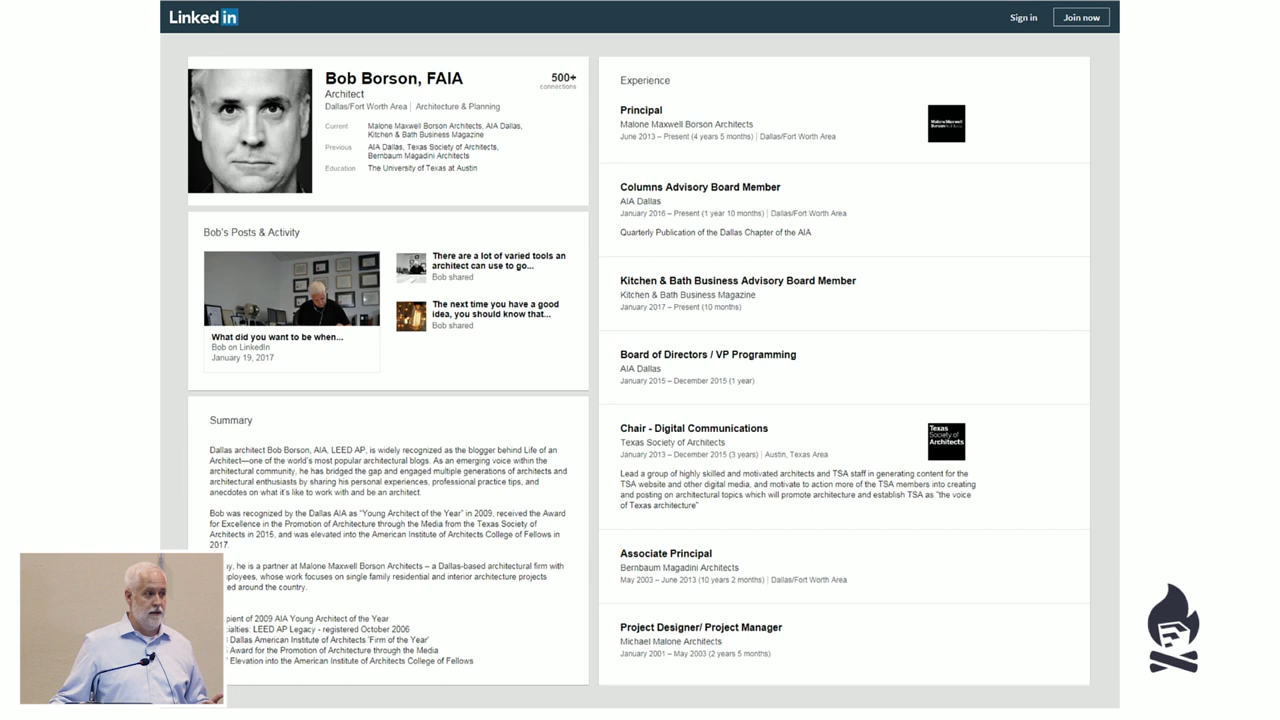 Linked in
Sign in
Join now
Bob Borson, FAIA
500+
connections
Architect
Dallas/Fort Worth Area | Architecture & Planning
Current
Malone Maxwell Borson Architects, AIA Dallas,
Kitchen & Bath Business Magazine
Previous
AIA Dallas, Texas Society of Architects,
Bernbaum Magadini Architects
Education
The University of Texas at Austin
Bob's Posts & Activity
What did you want to be when...
Bob on LinkedIn
January 19, 2017
There are a lot of varied tools an
architect can use to go...
Bob shared
The next time you have a good
idea, you should know that...
Bob shared
Summary
Dallas architect Bob Borson, AIA, LEED AP, is widely recognized as the blogger behind Life of an
Architect—one of the world's most popular architectural blogs. As an emerging voice within the
architectural community, he has bridged the gap and engaged multiple generations of architects and
architectural enthusiasts by sharing his personal experiences, professional practice tips, and
anecdotes on what it's like to work with and be an architect.
Bob was recognized by the Dallas AIA as "Young Architect of the Year" in 2009, received the Award
for Excellence in the Promotion of Architecture through the Media from the Texas Society of
Architects in 2015, and was elevated into the American Institute of Architects College of Fellows in
2017.
y, he is a partner at Malone Maxwell Borson Architects – a Dallas-based architectural firm with
ployees, whose work focuses on single family residential and interior architecture projects
ed around the country.
pient of 2009 AIA Young Architect of the Year
cialties: LEED AP Legacy - registered October 2006
Dallas American Institute of Architects 'Firm of the Year'
Award for the Promotion of Architecture through the Media
Elevation into the American Institute of Architects College of Fellows
Experience
Principal
Malone Maxwell Borson Architects
June 2013 – Present (4 years 5 months) | Dallas/Fort Worth Area
Malone Maxwell
Borson
Columns Advisory Board Member
AIA Dallas
January 2016 – Present (1 year 10 months) | Dallas/Fort Worth Area
Quarterly Publication of the Dallas Chapter of the AIA
Kitchen & Bath Business Advisory Board Member
Kitchen & Bath Business Magazine
January 2017 – Present (10 months)
Board of Directors / VP Programming
AIA Dallas
January 2015 – December 2015 (1 year)
Chair - Digital Communications
Texas Society of Architects
January 2013 – December 2015 (3 years) | Austin, Texas Area
Texas
Society of
Architects
Lead a group of highly skilled and motivated architects and TSA staff in generating content for the
TSA website and other digital media, and motivate to action more of the TSA members into creating
and posting on architectural topics which will promote architecture and establish TSA as "the voice
of Texas architecture"
Associate Principal
Bernbaum Magadini Architects
May 2003 – June 2013 (10 years 2 months) | Dallas/Fort Worth Area
Project Designer/ Project Manager
Michael Malone Architects
January 2001 – May 2003 (2 years 5 months)